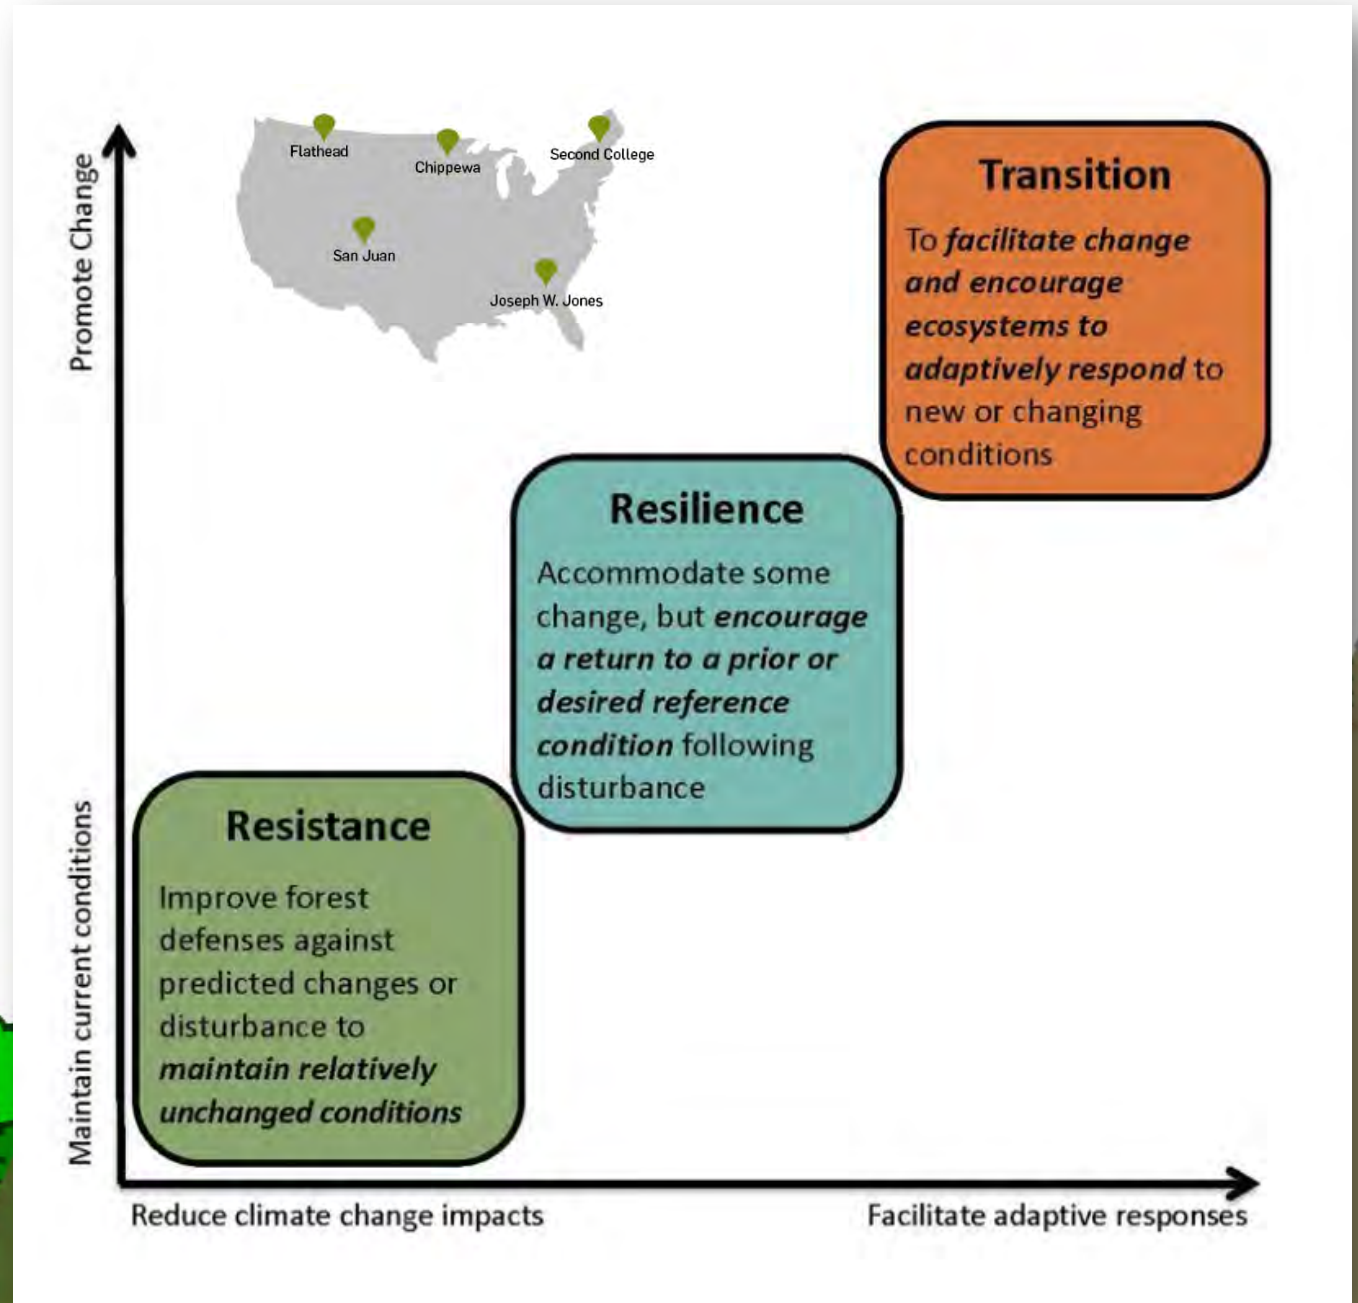 Promote Change
Maintain current conditions
Flathead
Chippewa
Second College
San Juan
Joseph W. Jones
Transition
To facilitate change
and encourage
ecosystems to
adaptively respond to
new or changing
conditions
Resilience
Accommodate some
change, but encourage
a return to a prior or
desired reference
condition following
disturbance
Resistance
Improve forest
defenses against
predicted changes or
disturbance to
maintain relatively
unchanged conditions
Reduce climate change impacts
Facilitate adaptive responses